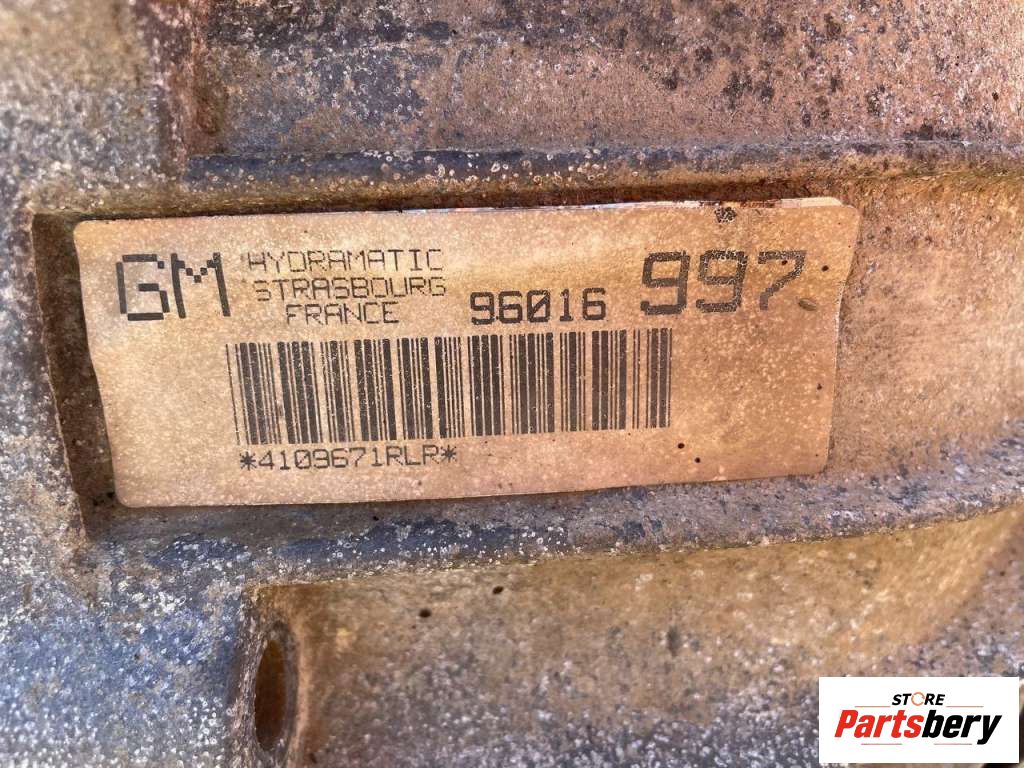 GM HYDRAMATIC
STRASBOURG
FRANCE 96016 997
*4109671RLR*
STORE
Partsbery